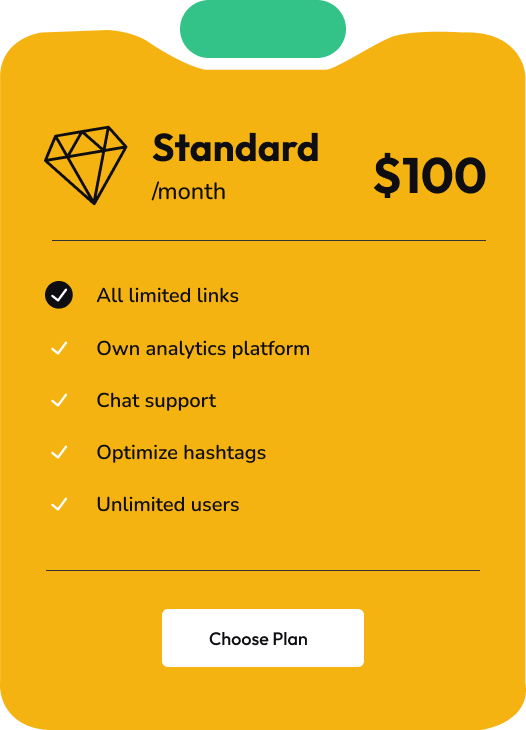 Standard
/month
$100
All limited links
Own analytics platform
Chat support
Optimize hashtags
Unlimited users
Choose Plan